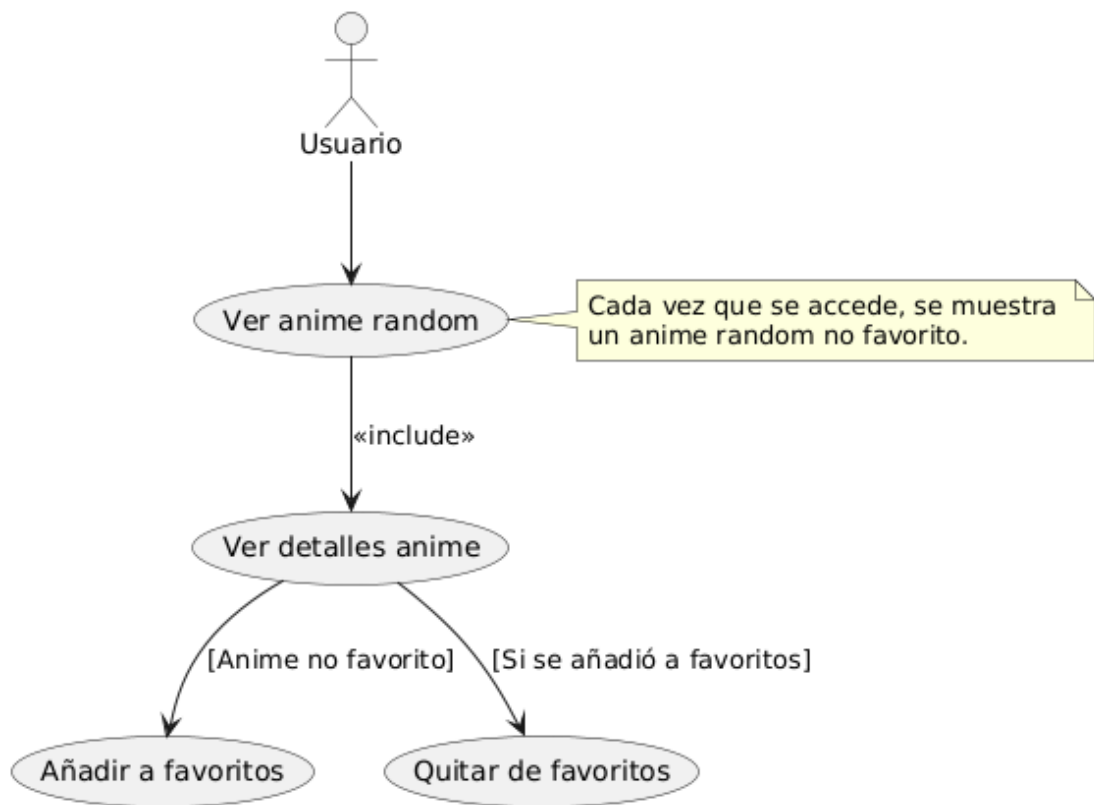 Usuario
Ver anime random
Cada vez que se accede, se muestra
un anime random no favorito.
«include»
Ver detalles anime
[Anime no favorito]
[Si se añadió a favoritos]
Añadir a favoritos
Quitar de favoritos